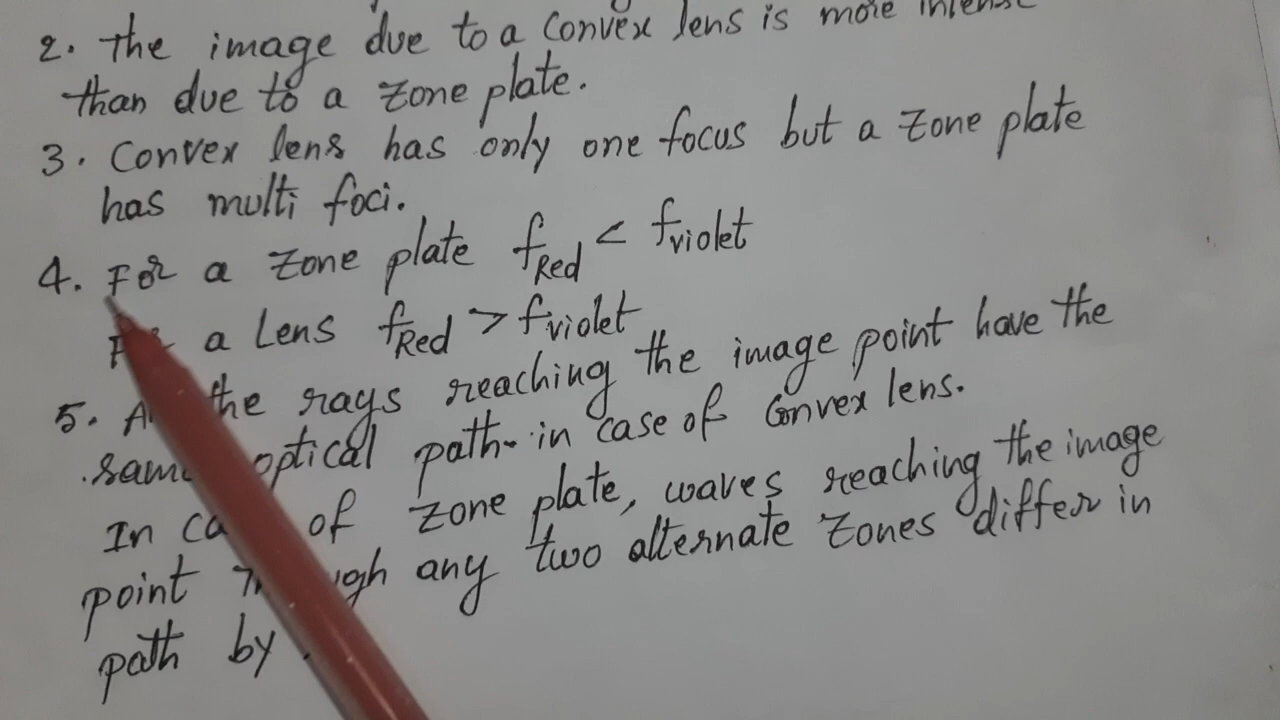 2. The image due to a Convex lens is more intense
than due to a zone plate.
3. Convex lens has only one focus but a zone plate
has multi foci.
4. For a zone plate fRed < fviolet
a Lens fRed > fviolet
5. the rays reaching the image point have the
optical path in case of Convex lens.
In of zone plate, waves reaching the image
point any two alternate zones differ in
path by